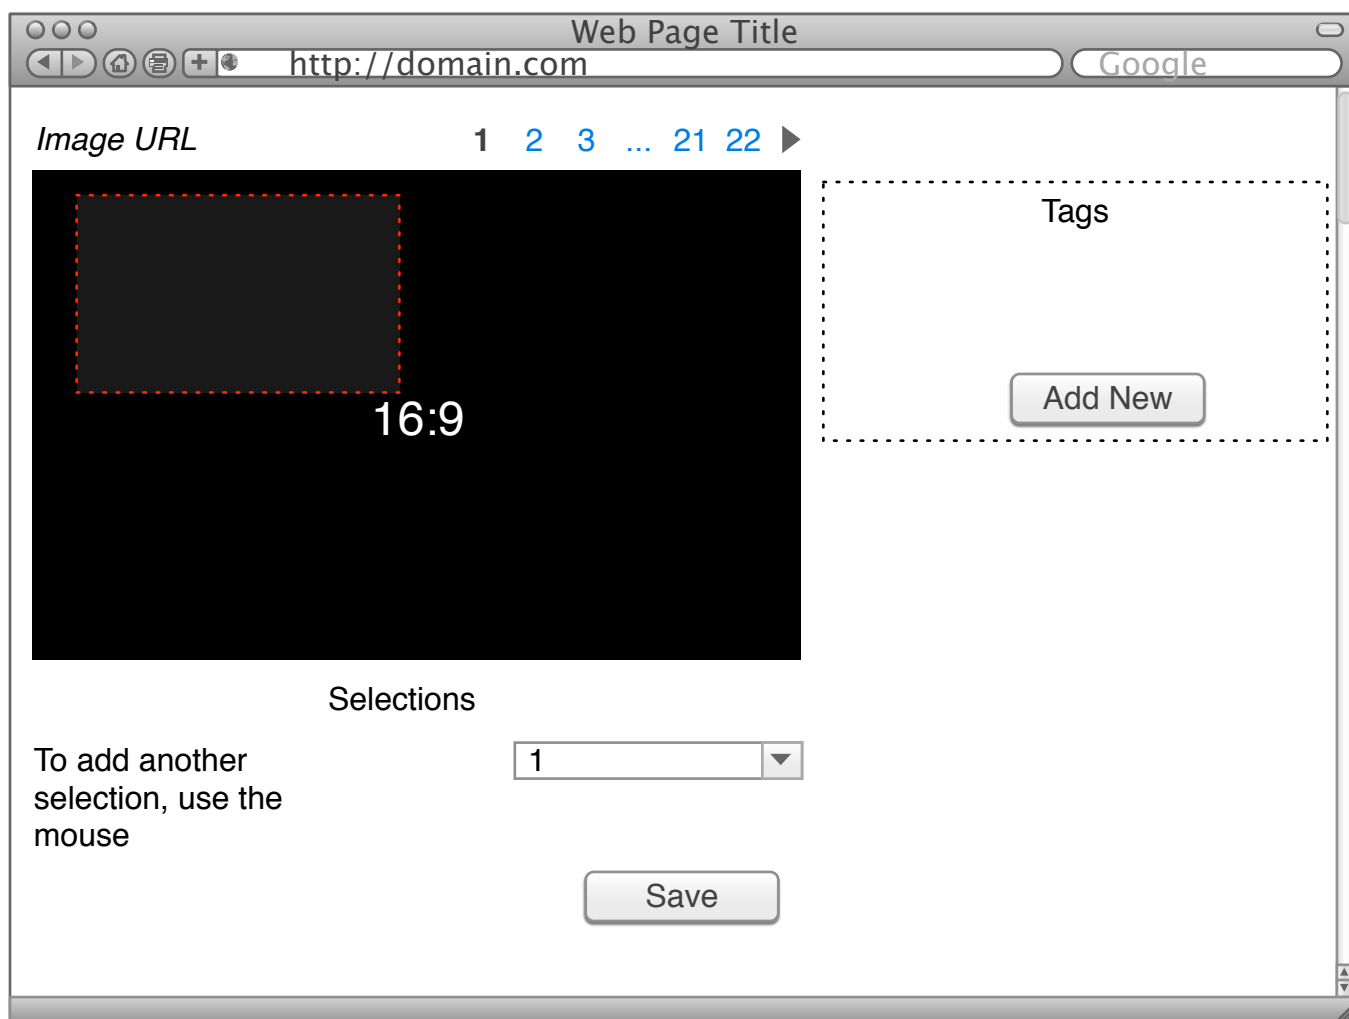 Web Page Title
http://domain.com
Google
Image URL
1 2 3 ... 21 22
Tags
16:9
Add New
Selections
To add another
selection, use the
mouse
1
Save